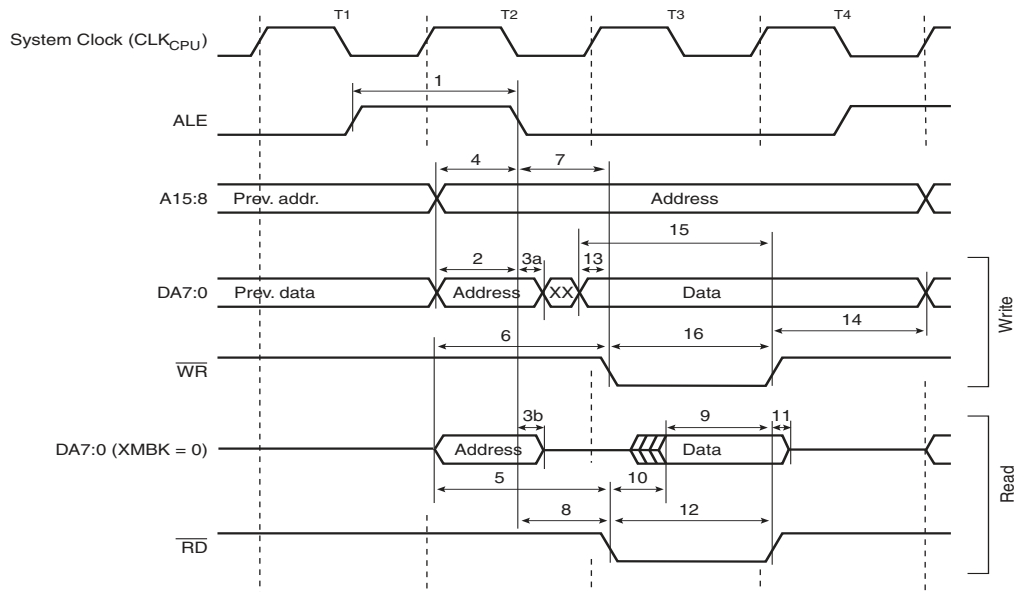 T1 T2 T3 T4
System Clock (CLKCPU)
1
ALE
4 7
A15:8 Prev. addr. Address
15
2 3a 13
DA7:0 Prev. data Address XX Data
14
6 16
WR
Write
3b 9 11
DA7:0 (XMBK = 0) Address Data
5 10
8 12
RD
Read